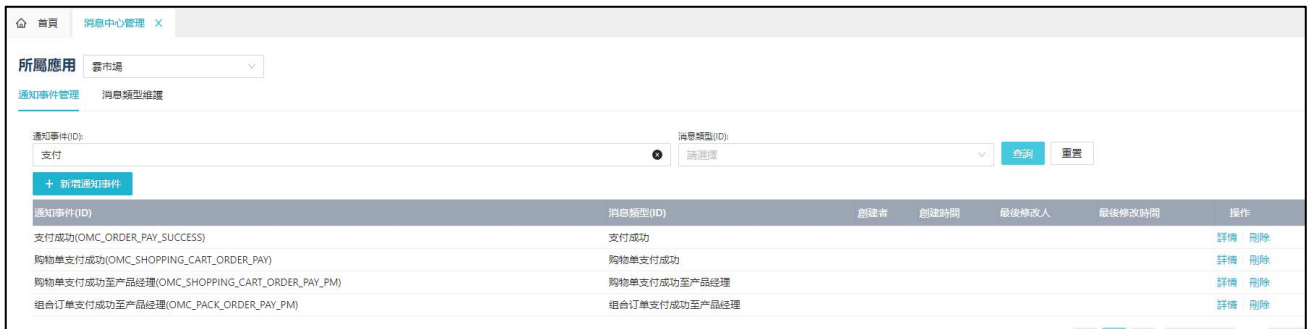 首頁 消息中心管理 X
所屬應用 雲市場
通知事件管理 消息類型維護
通知事件(ID): 消息類型(ID):
支付 請選擇 查詢 重置
+ 新增通知事件
通知事件(ID) 消息類型(ID) 創建者 創建時間 最後修改人 最後修改時間 操作
支付成功(OMC_ORDER_PAY_SUCCESS) 支付成功 詳情 刪除
购物单支付成功(OMC_SHOPPING_CART_ORDER_PAY) 购物单支付成功 詳情 刪除
购物单支付成功至产品经理(OMC_SHOPPING_CART_ORDER_PAY_PM) 购物单支付成功至产品经理 詳情 刪除
组合订单支付成功至产品经理(OMC_PACK_ORDER_PAY_PM) 组合订单支付成功至产品经理 詳情 刪除